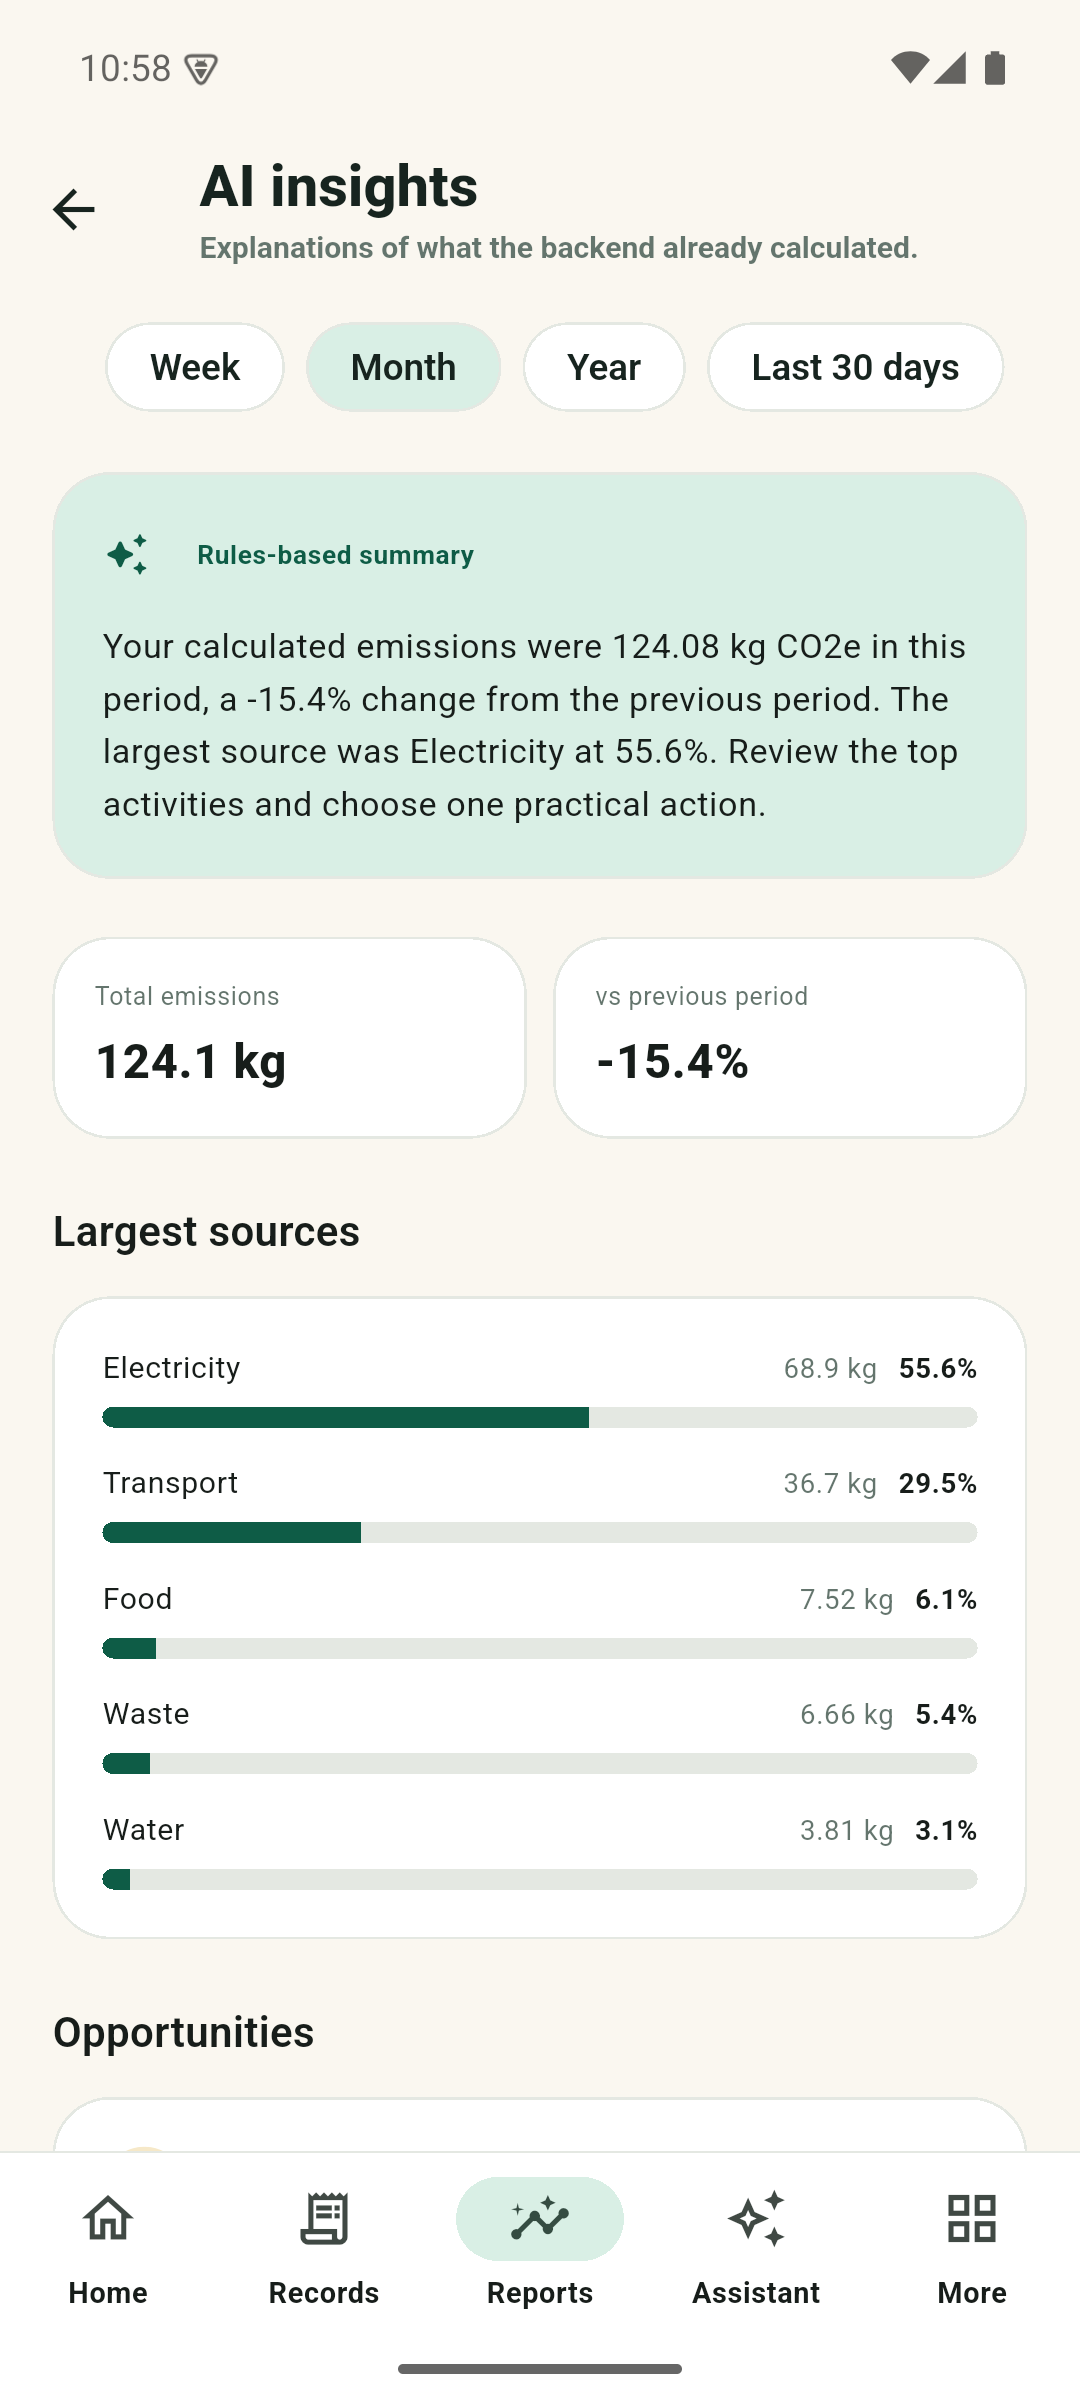 10:58
AI insights
Explanations of what the backend already calculated.
Week
Month
Year
Last 30 days
Rules-based summary
Your calculated emissions were 124.08 kg CO2e in this
period, a -15.4% change from the previous period. The
largest source was Electricity at 55.6%. Review the top
activities and choose one practical action.
Total emissions
124.1 kg
vs previous period
-15.4%
Largest sources
Electricity 68.9 kg 55.6%
Transport 36.7 kg 29.5%
Food 7.52 kg 6.1%
Waste 6.66 kg 5.4%
Water 3.81 kg 3.1%
Opportunities
Home
Records
Reports
Assistant
More